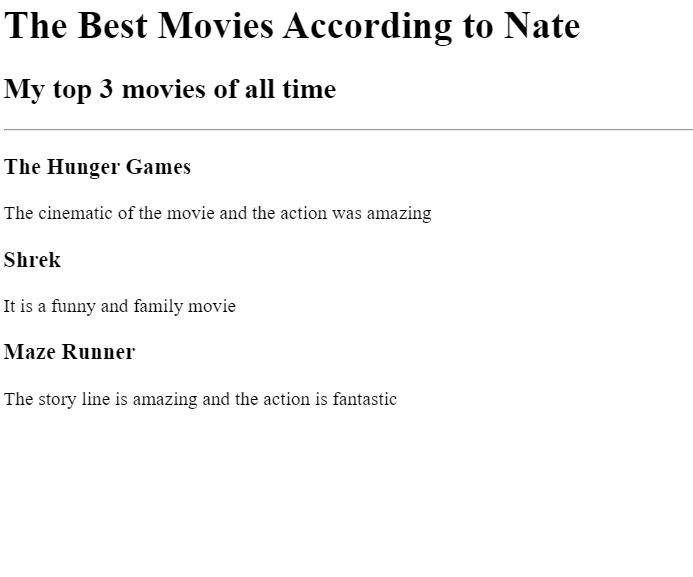 The Best Movies According to Nate
My top 3 movies of all time
The Hunger Games
The cinematic of the movie and the action was amazing
Shrek
It is a funny and family movie
Maze Runner
The story line is amazing and the action is fantastic